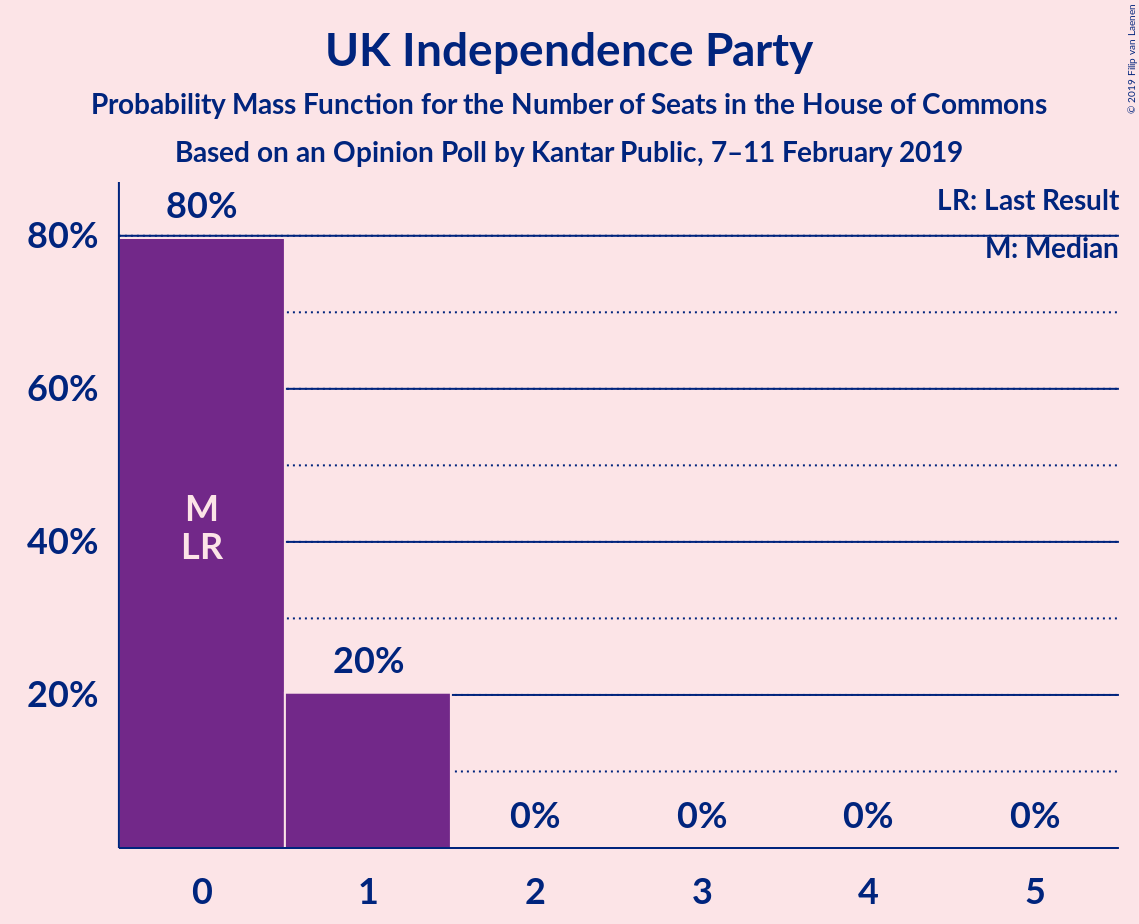 UK Independence Party
Probability Mass Function for the Number of Seats in the House of Commons
Based on an Opinion Poll by Kantar Public, 7–11 February 2019
© 2019 Filip van Laenen
LR: Last Result
M: Median
80%
60%
40%
20%
80%
M
LR
20%
0%
0%
0%
0%
0 1 2 3 4 5